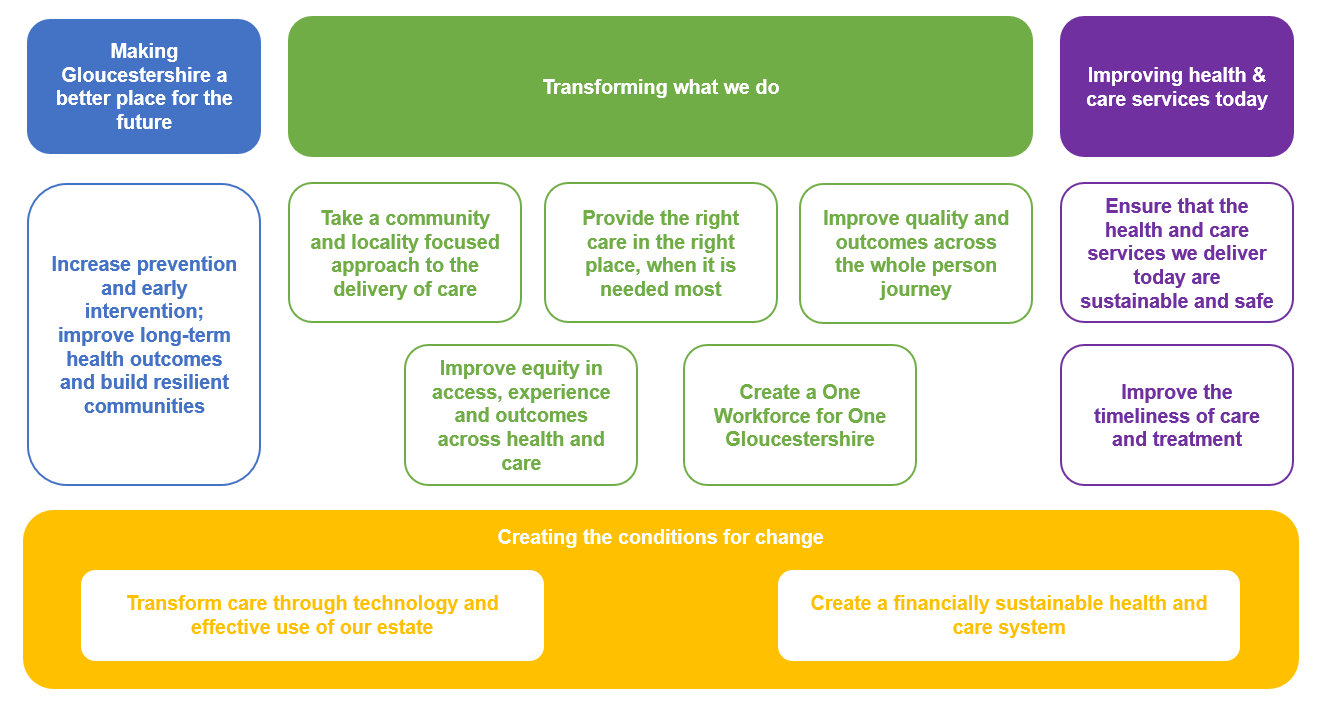 Making
Gloucestershire a
better place for the
future
Transforming what we do
Improving health &
care services today
Increase prevention
and early
intervention;
improve long-term
health outcomes
and build resilient
communities
Take a community
and locality focused
approach to the
delivery of care
Provide the right
care in the right
place, when it is
needed most
Improve quality and
outcomes across
the whole person
journey
Ensure that the
health and care
services we deliver
today are
sustainable and safe
Improve equity in
access, experience
and outcomes
across health and
care
Create a One
Workforce for One
Gloucestershire
Improve the
timeliness of care
and treatment
Creating the conditions for change
Transform care through technology and
effective use of our estate
Create a financially sustainable health and
care system